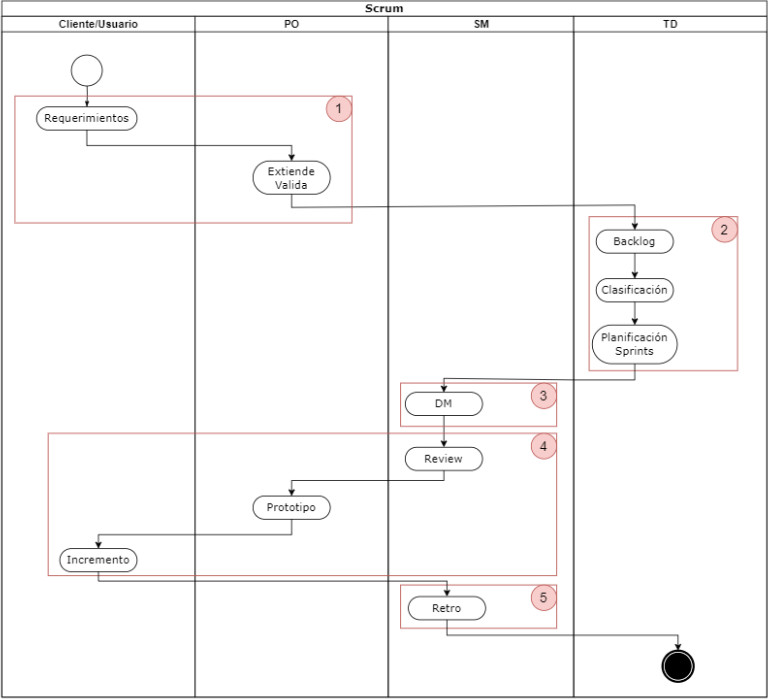 Scrum
Cliente/Usuario
PO
SM
TD
1
Requerimientos
Extiende
Valida
2
Backlog
Clasificación
Planificación
Sprints
3
DM
4
Review
Prototipo
Incremento
5
Retro